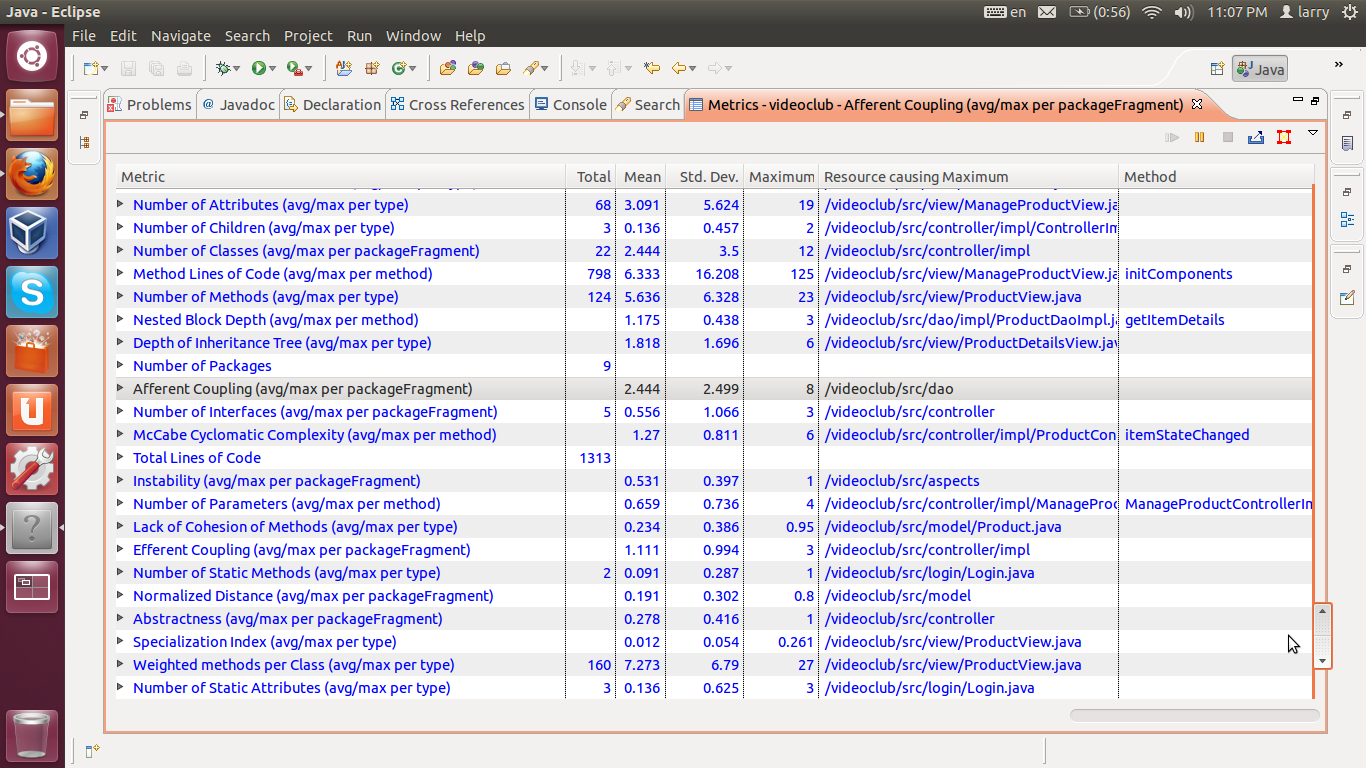 Java - Eclipse en (0:56) 11:07 PM larry
File Edit Navigate Search Project Run Window Help
Java »
Problems @ Javadoc Declaration Cross References Console Search Metrics - videoclub - Afferent Coupling (avg/max per packageFragment)
Metric Total Mean Std. Dev. Maximum Resource causing Maximum Method
Number of Attributes (avg/max per type) 68 3.091 5.624 19 /videoclub/src/view/ManageProductView.ja
Number of Children (avg/max per type) 3 0.136 0.457 2 /videoclub/src/controller/impl/ControllerIm
Number of Classes (avg/max per packageFragment) 22 2.444 3.5 12 /videoclub/src/controller/impl
Method Lines of Code (avg/max per method) 798 6.333 16.208 125 /videoclub/src/view/ManageProductView.ja initComponents
Number of Methods (avg/max per type) 124 5.636 6.328 23 /videoclub/src/view/ProductView.java
Nested Block Depth (avg/max per method) 1.175 0.438 3 /videoclub/src/dao/impl/ProductDaoImpl.ja getItemDetails
Depth of Inheritance Tree (avg/max per type) 1.818 1.696 6 /videoclub/src/view/ProductDetailsView.jav
Number of Packages 9
Afferent Coupling (avg/max per packageFragment) 2.444 2.499 8 /videoclub/src/dao
Number of Interfaces (avg/max per packageFragment) 5 0.556 1.066 3 /videoclub/src/controller
McCabe Cyclomatic Complexity (avg/max per method) 1.27 0.811 6 /videoclub/src/controller/impl/ProductCon itemStateChanged
Total Lines of Code 1313
Instability (avg/max per packageFragment) 0.531 0.397 1 /videoclub/src/aspects
Number of Parameters (avg/max per method) 0.659 0.736 4 /videoclub/src/controller/impl/ManageProd ManageProductControllerIm
Lack of Cohesion of Methods (avg/max per type) 0.234 0.386 0.95 /videoclub/src/model/Product.java
Efferent Coupling (avg/max per packageFragment) 1.111 0.994 3 /videoclub/src/controller/impl
Number of Static Methods (avg/max per type) 2 0.091 0.287 1 /videoclub/src/login/Login.java
Normalized Distance (avg/max per packageFragment) 0.191 0.302 0.8 /videoclub/src/model
Abstractness (avg/max per packageFragment) 0.278 0.416 1 /videoclub/src/controller
Specialization Index (avg/max per type) 0.012 0.054 0.261 /videoclub/src/view/ProductView.java
Weighted methods per Class (avg/max per type) 160 7.273 6.79 27 /videoclub/src/view/ProductView.java
Number of Static Attributes (avg/max per type) 3 0.136 0.625 3 /videoclub/src/login/Login.java